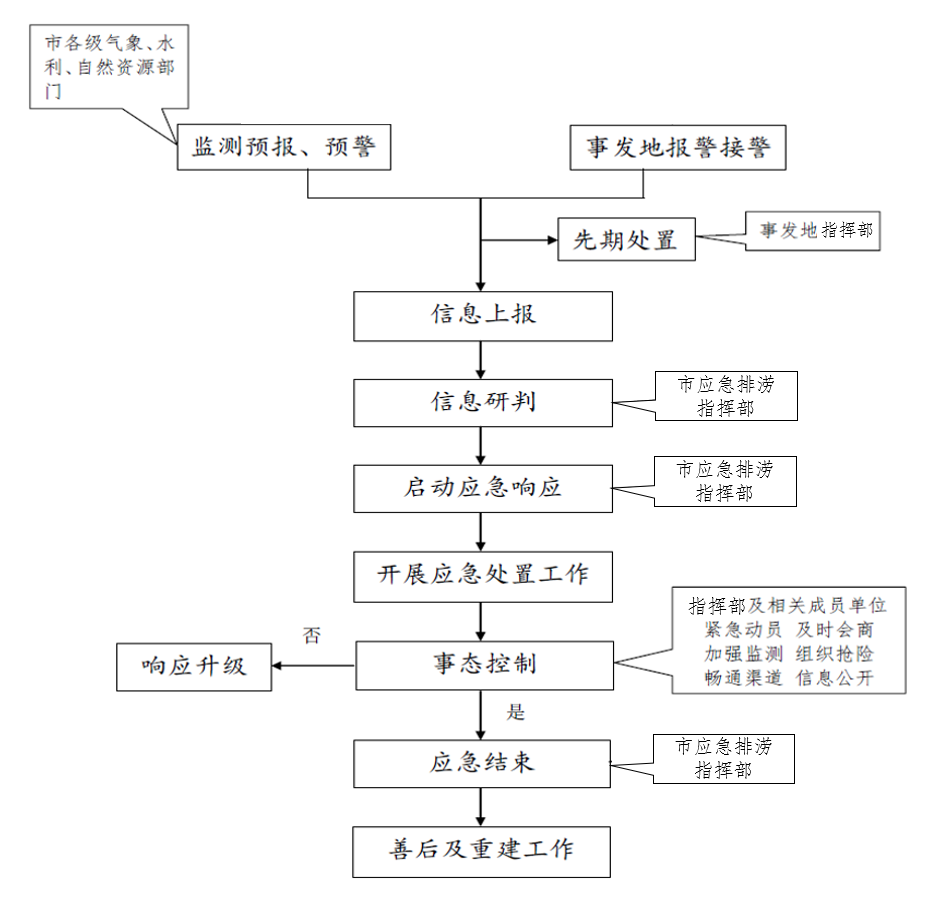 市各级气象、水
利、自然资源部
门
监测预报、预警
事发地报警接警
先期处置
事发地指挥部
信息上报
信息研判
市应急排涝
指挥部
启动应急响应
市应急排涝
指挥部
开展应急处置工作
指挥部及相关成员单位
紧急动员 及时会商
加强监测 组织抢险
畅通渠道 信息公开
否
响应升级
事态控制
是
应急结束
市应急排涝
指挥部
善后及重建工作